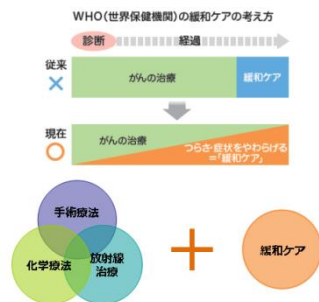 WHO(世界保健機関)の緩和ケアの考え方
診断
経過
従来
がんの治療
緩和ケア
現在
がんの治療
つらさ・症状をやわらげる
=「緩和ケア」
手術療法
化学療法
放射線
治療
緩和ケア